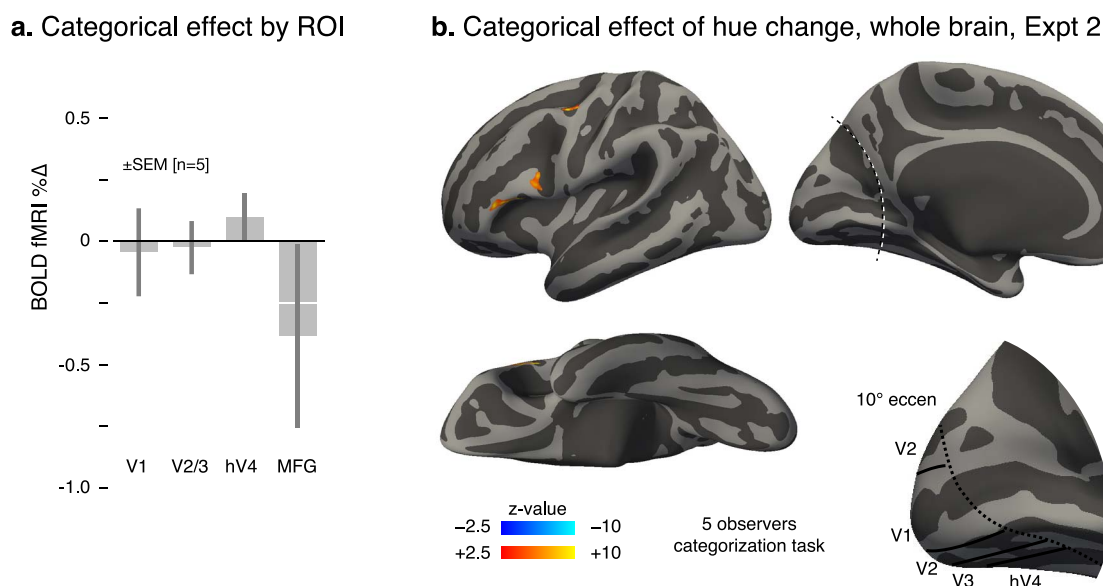 a. Categorical effect by ROI
b. Categorical effect of hue change, whole brain, Expt 2
BOLD fMRI %Δ
0.5
0
-0.5
-1.0
±SEM [n=5]
V1 V2/3 hV4 MFG
z-value
−2.5 −10
+2.5 +10
5 observers
categorization task
10° eccen
V2
V1
V2 V3 hV4